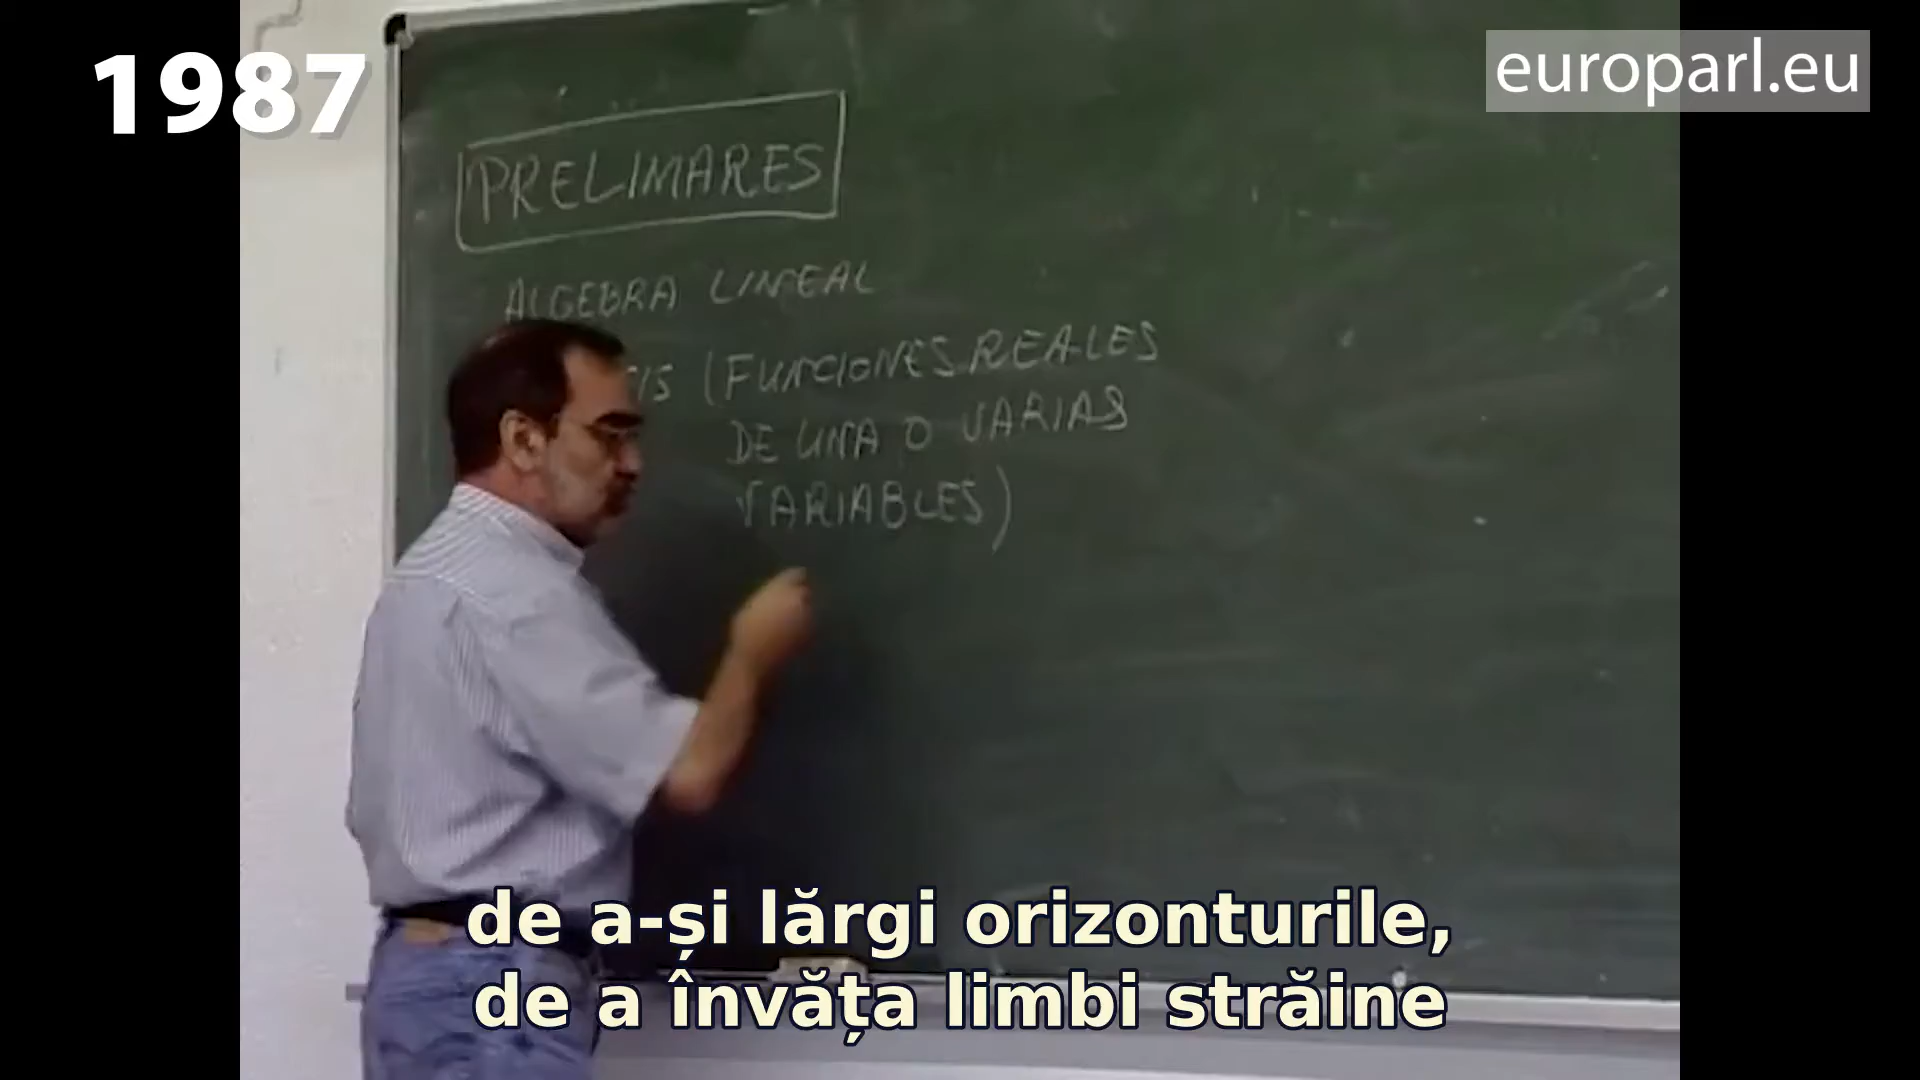 1987
europarl.eu
PRELIMARES
ALGEBRA LINEAL
(FUNCIONES REALES
DE UNA O VARIAS
VARIABLES)
de a-și lărgi orizonturile,
de a învăța limbi străine